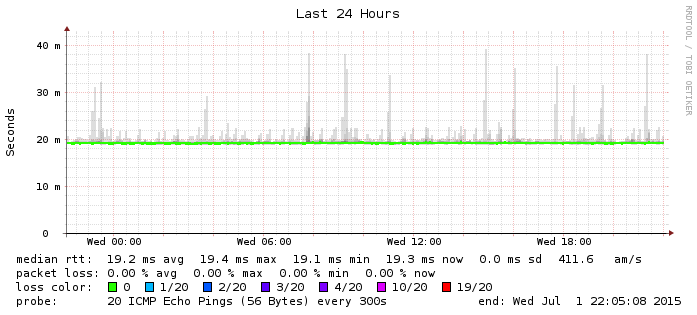 Last 24 Hours
RRDTOOL / TOBI OETIKER
Seconds
40 m
30 m
20 m
10 m
0
Wed 00:00 Wed 06:00 Wed 12:00 Wed 18:00
median rtt: 19.2 ms avg 19.4 ms max 19.1 ms min 19.3 ms now 0.0 ms sd 411.6 am/s
packet loss: 0.00 % avg 0.00 % max 0.00 % min 0.00 % now
loss color: 0 1/20 2/20 3/20 4/20 10/20 19/20
probe: 20 ICMP Echo Pings (56 Bytes) every 300s end: Wed Jul 1 22:05:08 2015